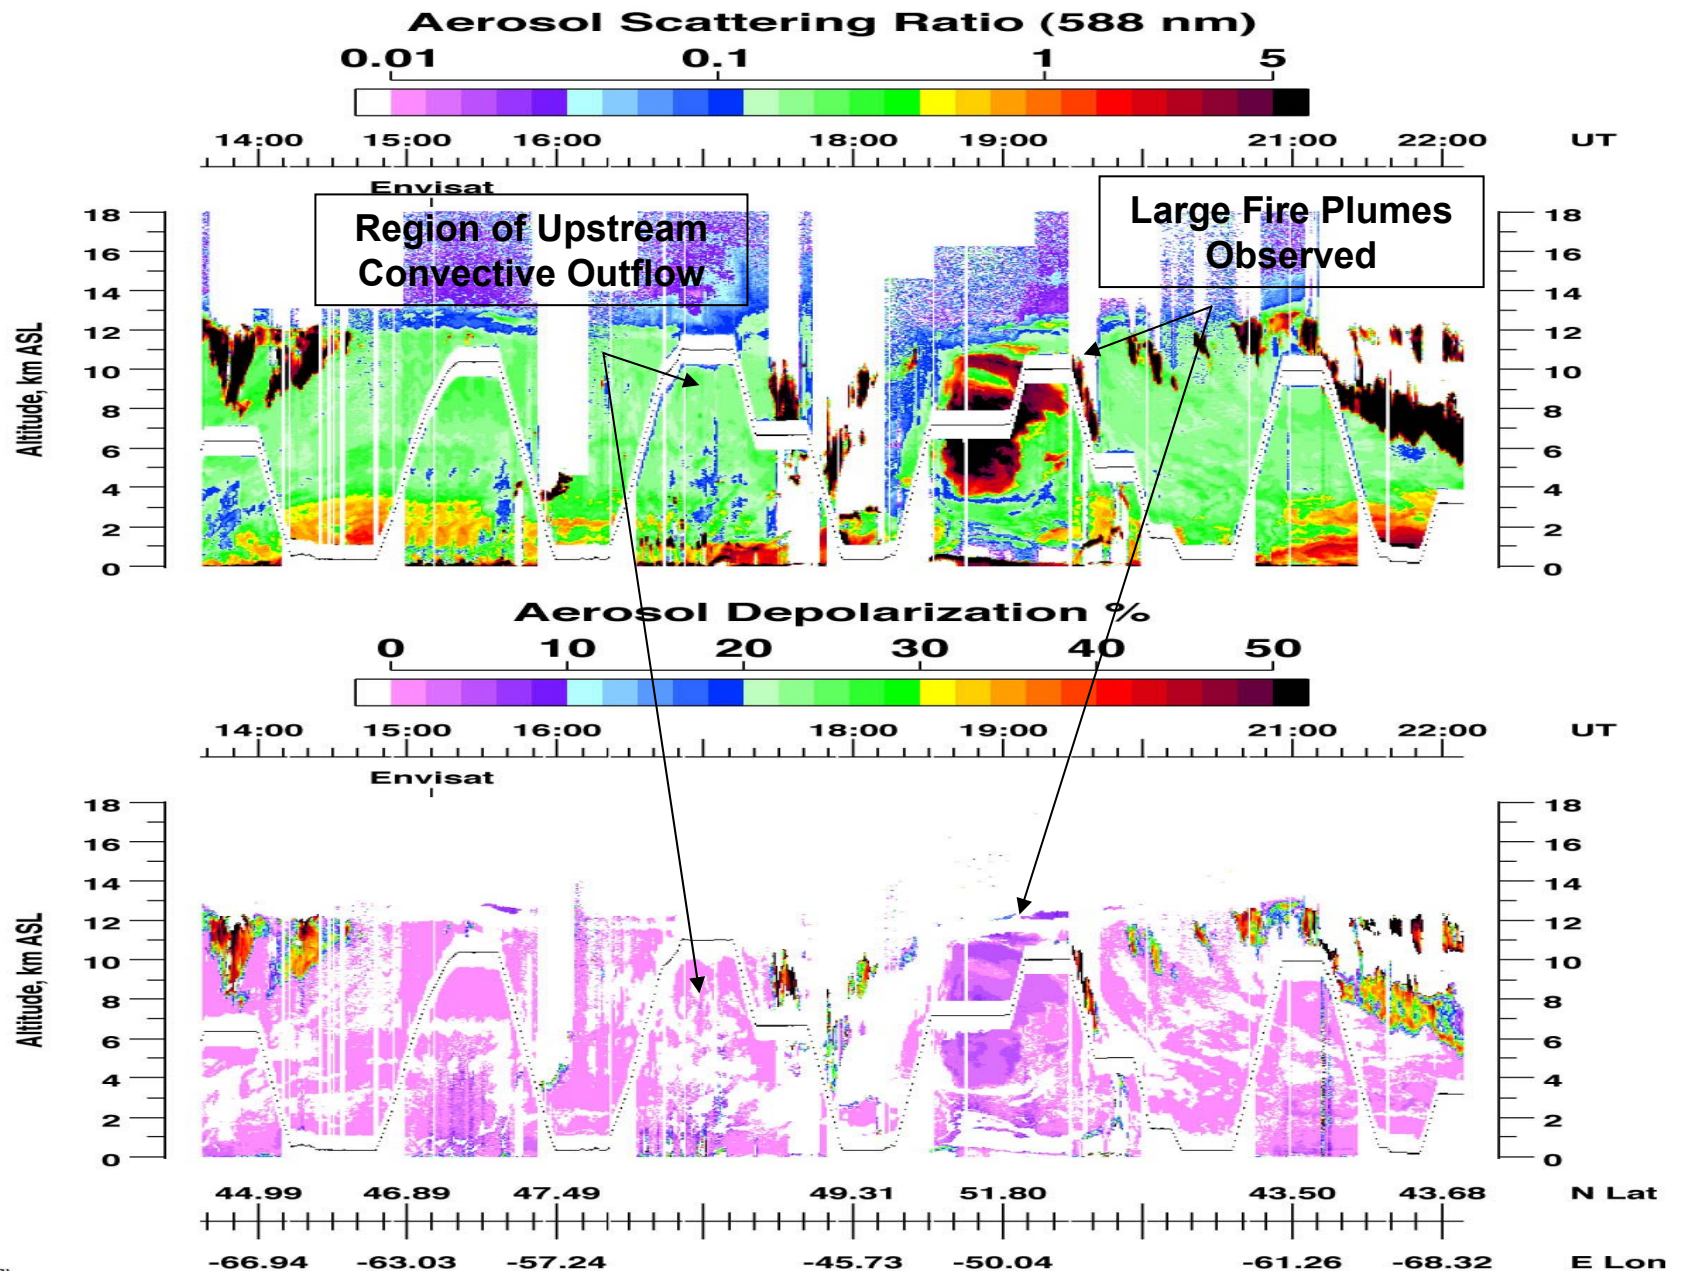 Aerosol Scattering Ratio (588 nm)
0.01 0.1 1 5
14:00 15:00 16:00 18:00 19:00 21:00 22:00 UT
Envisat
Region of Upstream
Convective Outflow
Large Fire Plumes
Observed
Altitude, km ASL
18 18
16 16
14 14
12 12
10 10
8 8
6 6
4 4
2 2
0 0
Aerosol Depolarization %
0 10 20 30 40 50
14:00 15:00 16:00 18:00 19:00 21:00 22:00 UT
Envisat
Altitude, km ASL
18 18
16 16
14 14
12 12
10 10
8 8
6 6
4 4
2 2
0 0
44.99 46.89 47.49 49.31 51.80 43.50 43.68 N Lat
-66.94 -63.03 -57.24 -45.73 -50.04 -61.26 -68.32 E Lon